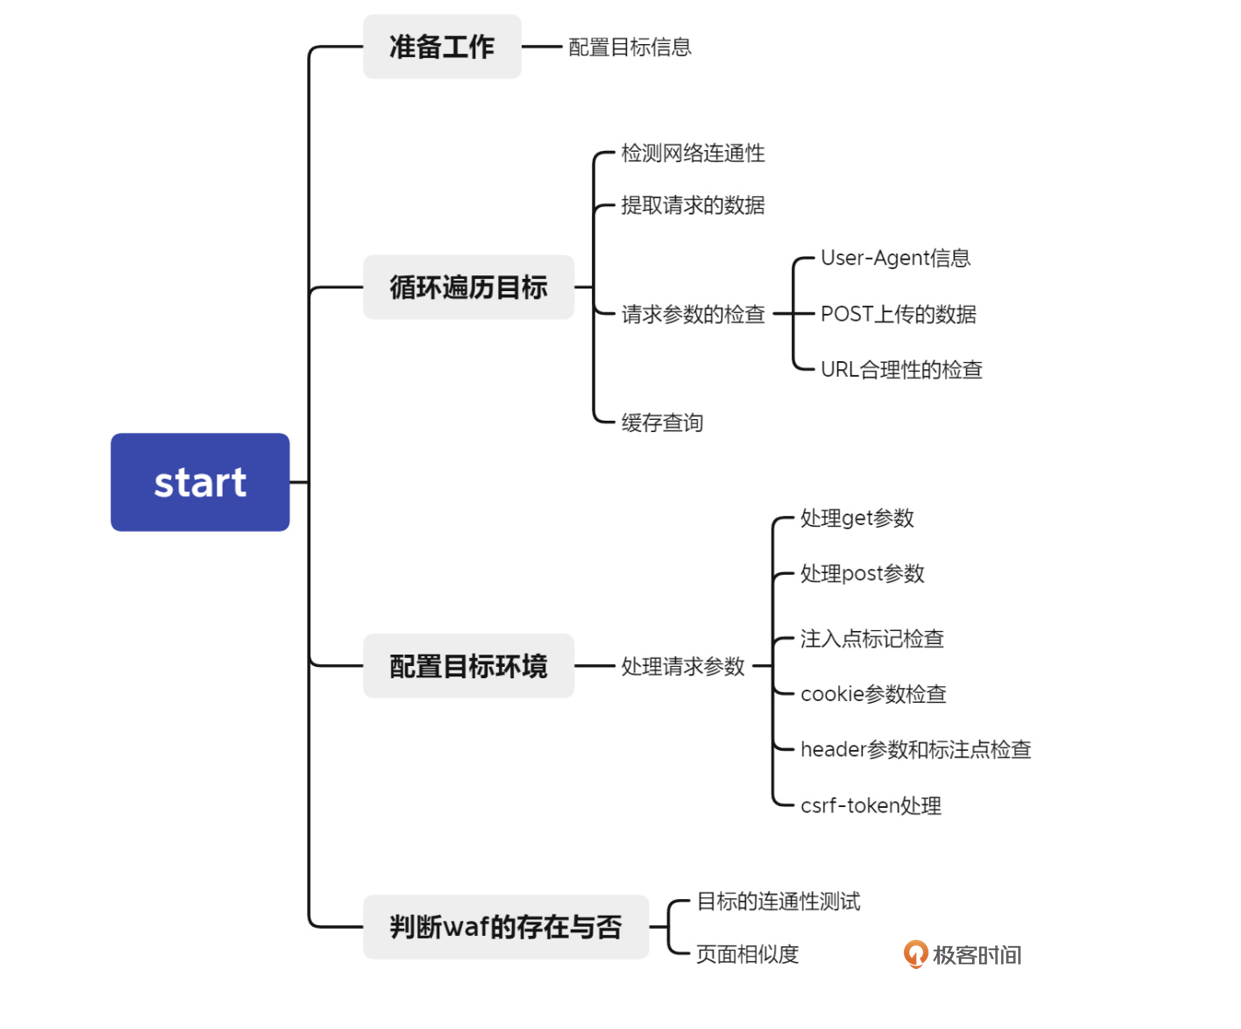 start
准备工作
配置目标信息
循环遍历目标
检测网络连通性
提取请求的数据
请求参数的检查
User-Agent信息
POST上传的数据
URL合理性的检查
缓存查询
配置目标环境
处理请求参数
处理get参数
处理post参数
注入点标记检查
cookie参数检查
header参数和标注点检查
csrf-token处理
判断waf的存在与否
目标的连通性测试
页面相似度
极客时间